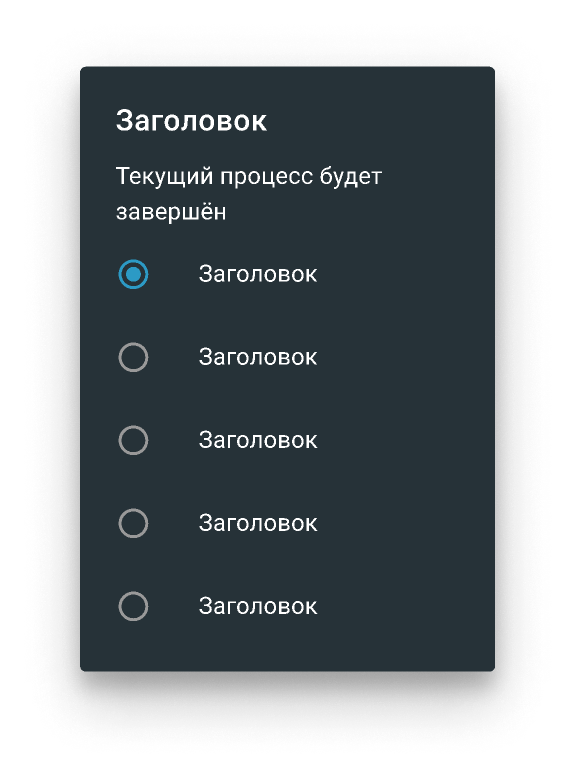 Заголовок
Текущий процесс будет
завершён
Заголовок
Заголовок
Заголовок
Заголовок
Заголовок